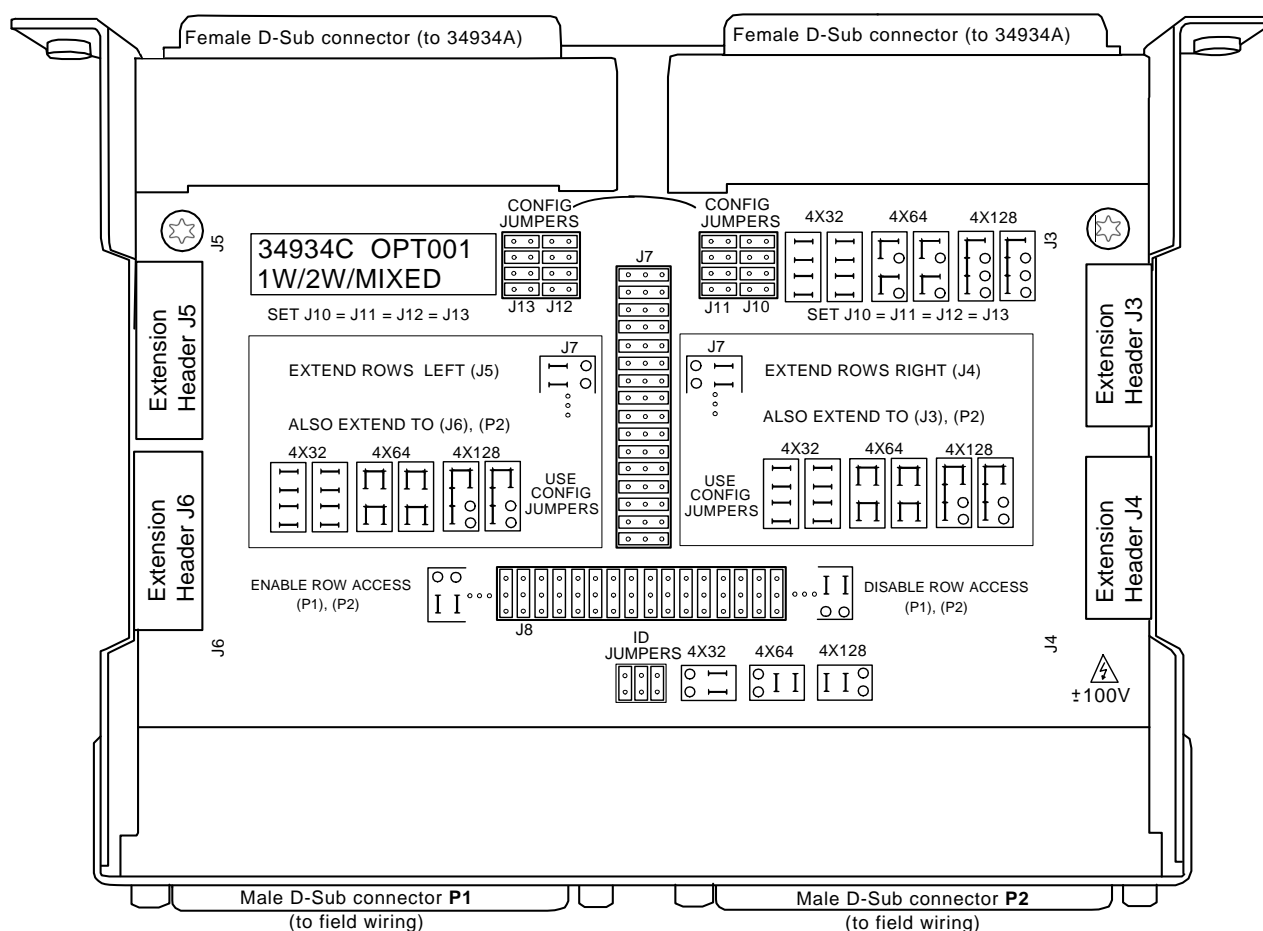 Female D-Sub connector (to 34934A)
Female D-Sub connector (to 34934A)
J5
34934C OPT001
1W/2W/MIXED
SET J10 = J11 = J12 = J13
CONFIG
JUMPERS
J13 J12
J7
CONFIG
JUMPERS
J11 J10
4X32 4X64 4X128
SET J10 = J11 = J12 = J13
J3
Extension
Header J5
Extension
Header J6
J7
EXTEND ROWS LEFT (J5)
ALSO EXTEND TO (J6), (P2)
4X32 4X64 4X128
USE
CONFIG
JUMPERS
J7
EXTEND ROWS RIGHT (J4)
ALSO EXTEND TO (J3), (P2)
4X32 4X64 4X128
USE
CONFIG
JUMPERS
Extension
Header J3
Extension
Header J4
ENABLE ROW ACCESS
(P1), (P2)
DISABLE ROW ACCESS
(P1), (P2)
J8
J6
ID
JUMPERS
4X32 4X64 4X128
J4
±100V
Male D-Sub connector P1
(to field wiring)
Male D-Sub connector P2
(to field wiring)